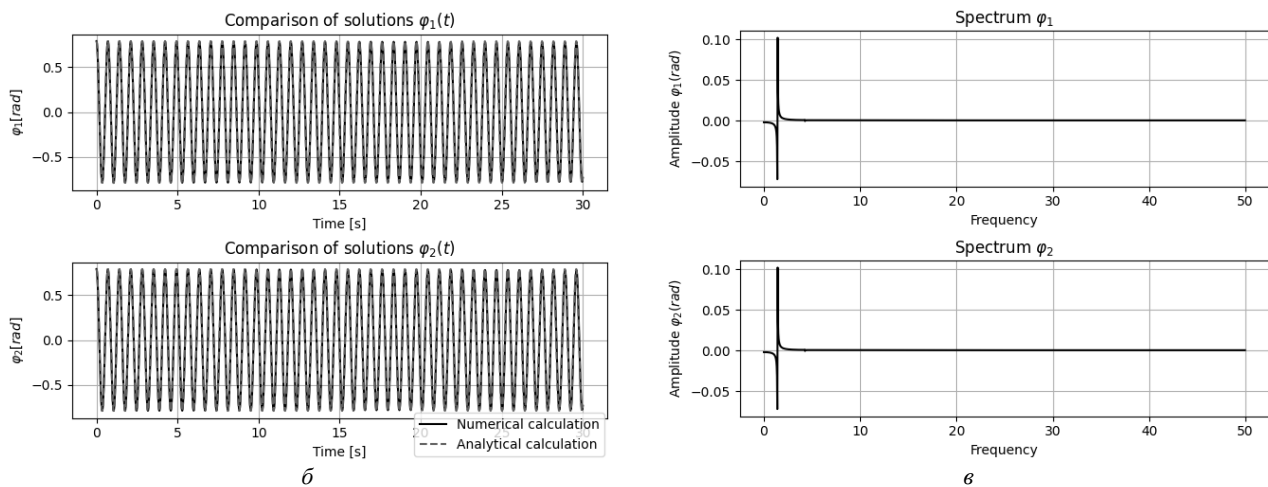 Comparison of solutions φ₁(t)
φ₁[rad]
0.5
0.0
−0.5
0 5 10 15 20 25 30
Time [s]
Comparison of solutions φ₂(t)
φ₂[rad]
0.5
0.0
−0.5
0 5 10 15 20 25 30
Time [s]
Numerical calculation
Analytical calculation
б
Spectrum φ₁
Amplitude φ₁(rad)
0.10
0.05
0.00
−0.05
0 10 20 30 40 50
Frequency
Spectrum φ₂
Amplitude φ₂(rad)
0.10
0.05
0.00
−0.05
0 10 20 30 40 50
Frequency
в